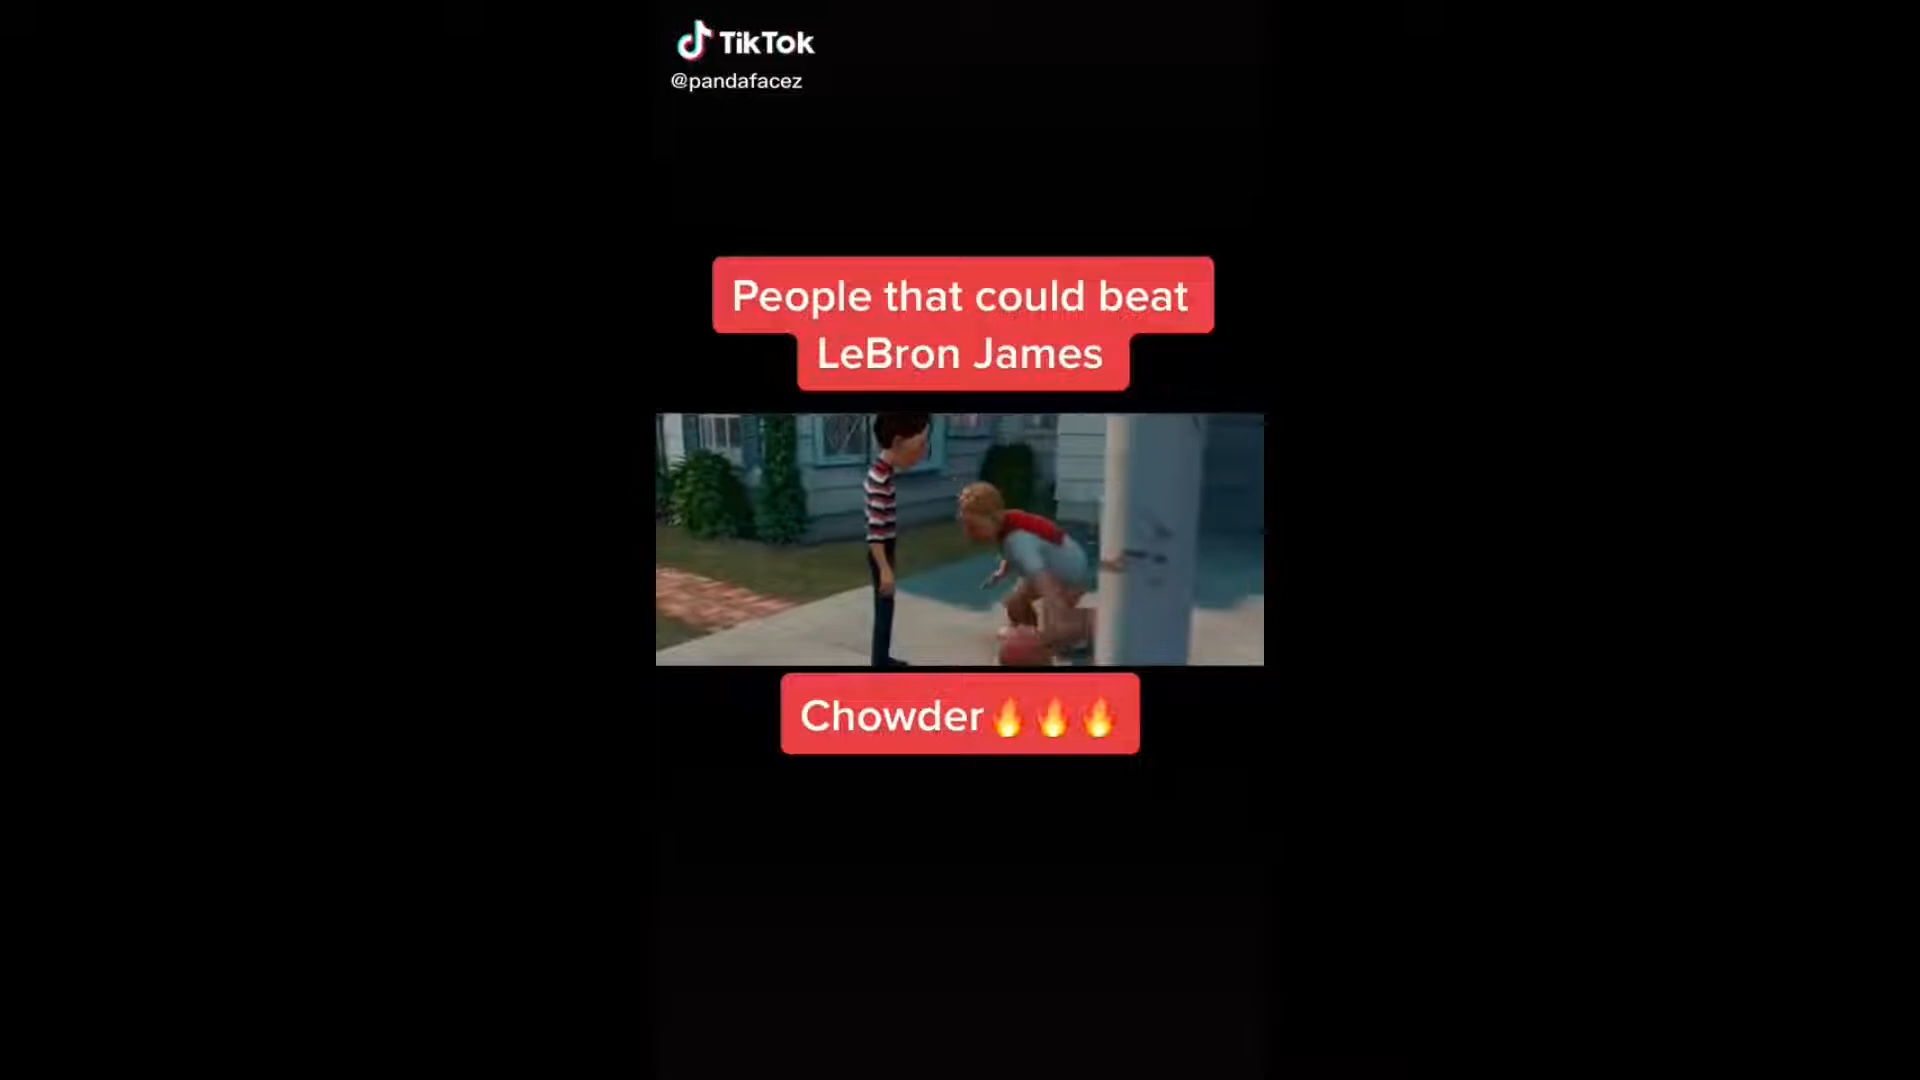 TikTok
@pandafacez
People that could beat
LeBron James
Chowder🔥🔥🔥